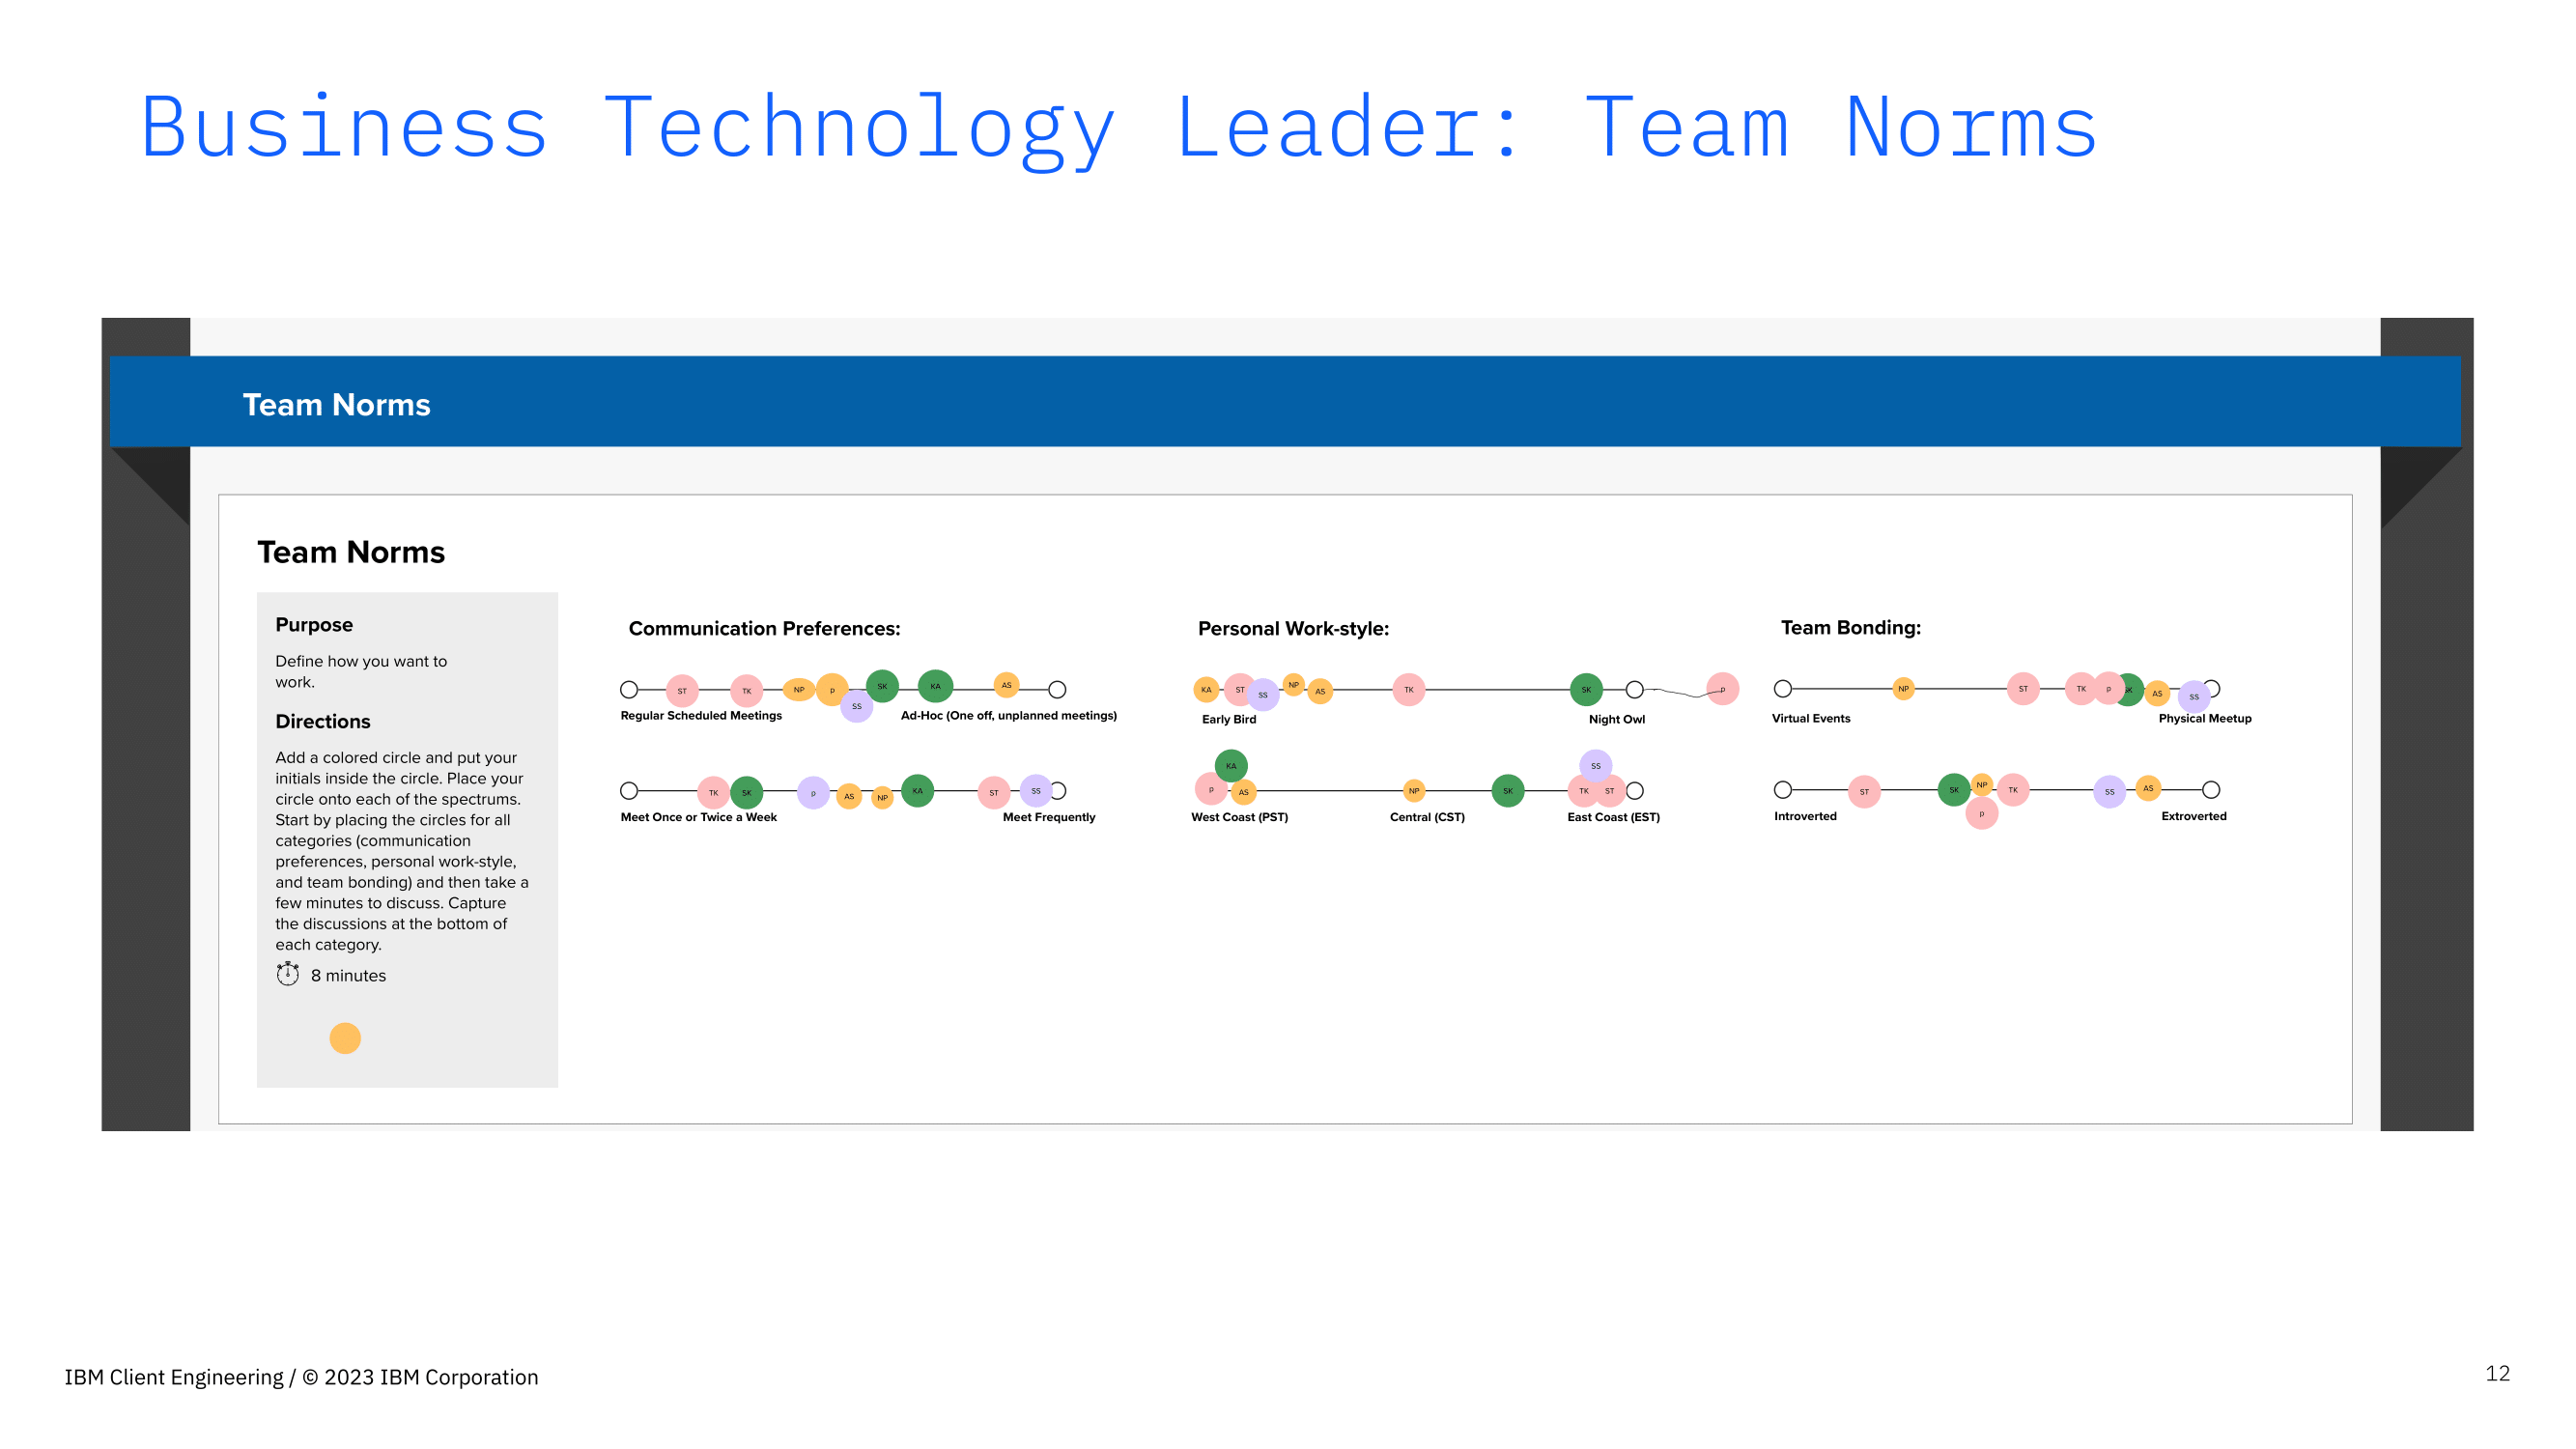 Business Technology Leader: Team Norms
Team Norms
Team Norms
Purpose
Define how you want to
work.
Directions
Add a colored circle and put your
initials inside the circle. Place your
circle onto each of the spectrums.
Start by placing the circles for all
categories (communication
preferences, personal work-style,
and team bonding) and then take a
few minutes to discuss. Capture
the discussions at the bottom of
each category.
8 minutes
Communication Preferences:
ST TK NP p SS SK KA AS
Regular Scheduled Meetings Ad-Hoc (One off, unplanned meetings)
TK SK p AS NP KA ST SS
Meet Once or Twice a Week Meet Frequently
Personal Work-style:
KA ST SS NP AS TK SK p
Early Bird Night Owl
p KA AS NP SK TK SS ST
West Coast (PST) Central (CST) East Coast (EST)
Team Bonding:
NP ST TK p SK AS SS
Virtual Events Physical Meetup
ST SK NP p TK SS AS
Introverted Extroverted
IBM Client Engineering / © 2023 IBM Corporation
12